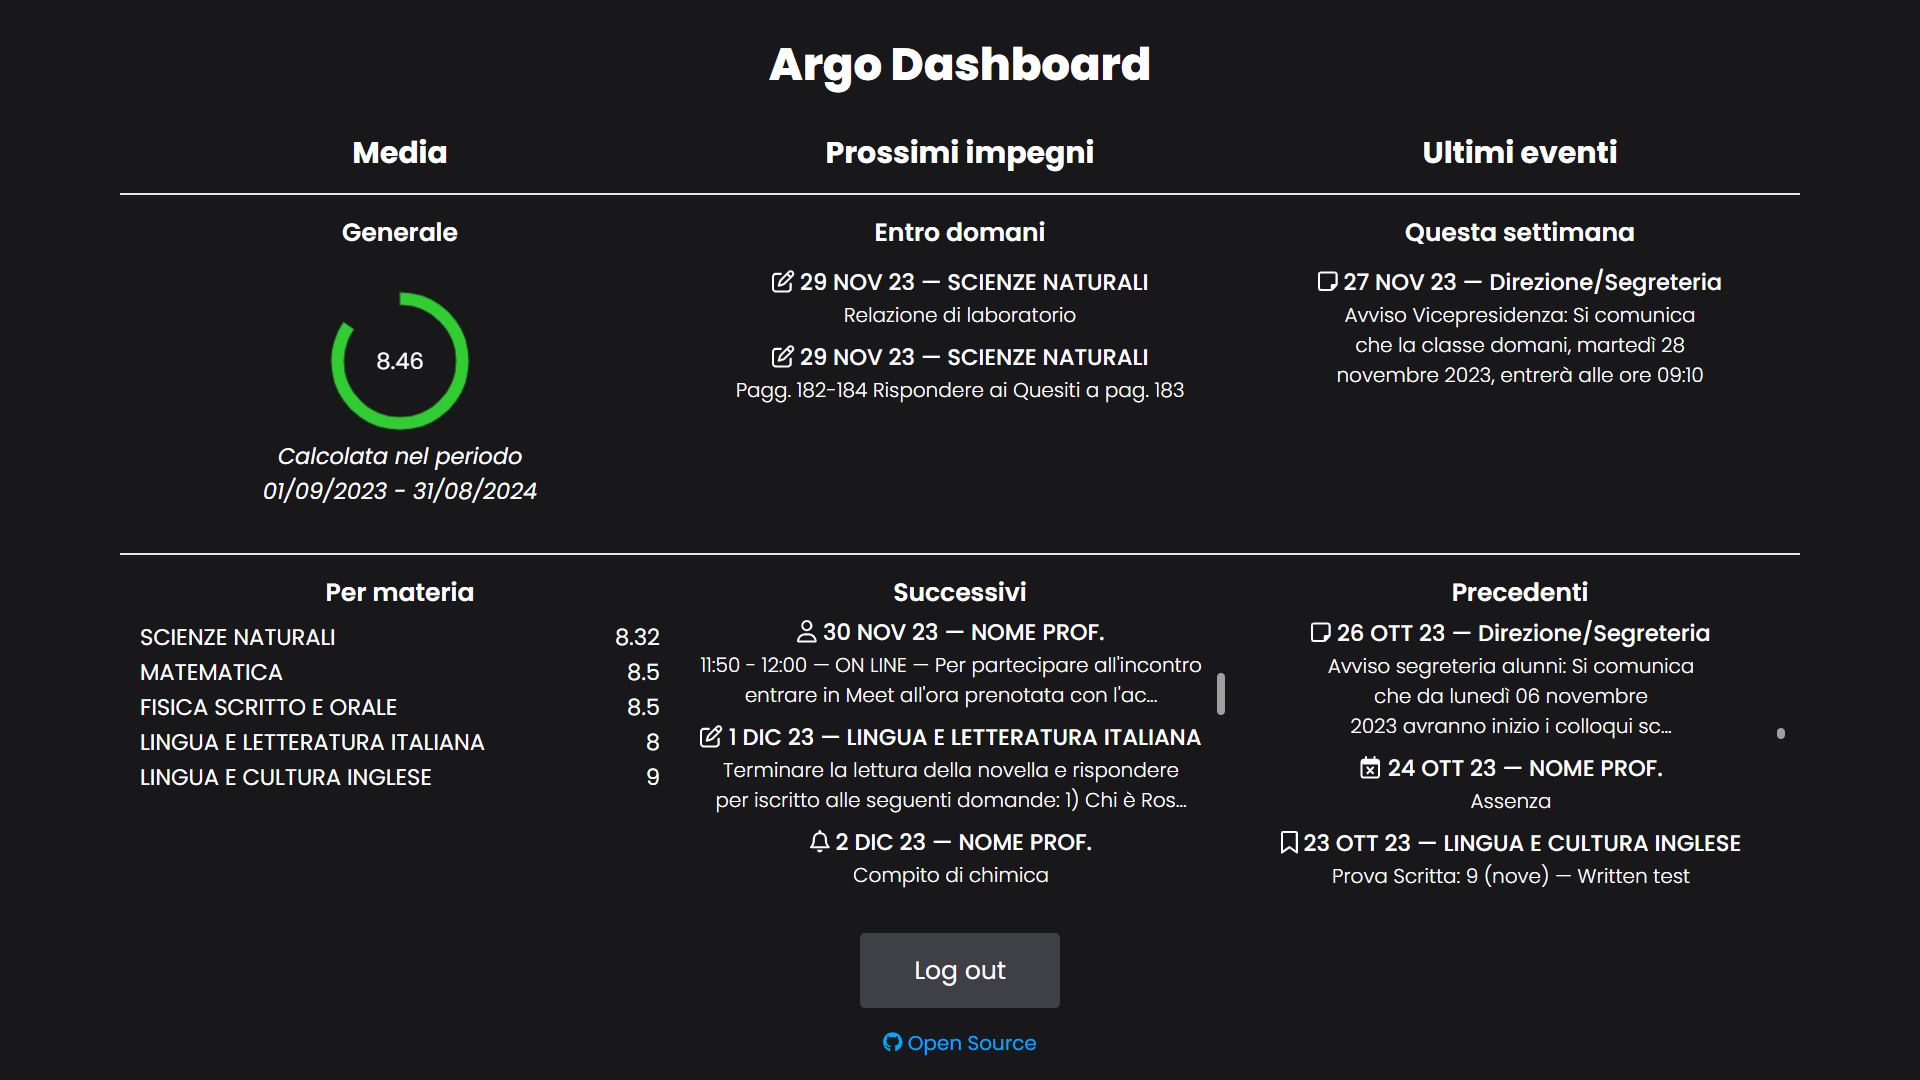 Argo Dashboard
Media
Prossimi impegni
Ultimi eventi
Generale
8.46
Calcolata nel periodo
01/09/2023 - 31/08/2024
Entro domani
29 NOV 23 — SCIENZE NATURALI
Relazione di laboratorio
29 NOV 23 — SCIENZE NATURALI
Pagg. 182-184 Rispondere ai Quesiti a pag. 183
Questa settimana
27 NOV 23 — Direzione/Segreteria
Avviso Vicepresidenza: Si comunica
che la classe domani, martedì 28
novembre 2023, entrerà alle ore 09:10
Per materia
SCIENZE NATURALI 8.32
MATEMATICA 8.5
FISICA SCRITTO E ORALE 8.5
LINGUA E LETTERATURA ITALIANA 8
LINGUA E CULTURA INGLESE 9
Successivi
30 NOV 23 — NOME PROF.
11:50 - 12:00 — ON LINE — Per partecipare all'incontro
entrare in Meet all'ora prenotata con l'ac...
1 DIC 23 — LINGUA E LETTERATURA ITALIANA
Terminare la lettura della novella e rispondere
per iscritto alle seguenti domande: 1) Chi è Ros...
2 DIC 23 — NOME PROF.
Compito di chimica
Precedenti
26 OTT 23 — Direzione/Segreteria
Avviso segreteria alunni: Si comunica
che da lunedì 06 novembre
2023 avranno inizio i colloqui sc...
24 OTT 23 — NOME PROF.
Assenza
23 OTT 23 — LINGUA E CULTURA INGLESE
Prova Scritta: 9 (nove) — Written test
Log out
Open Source